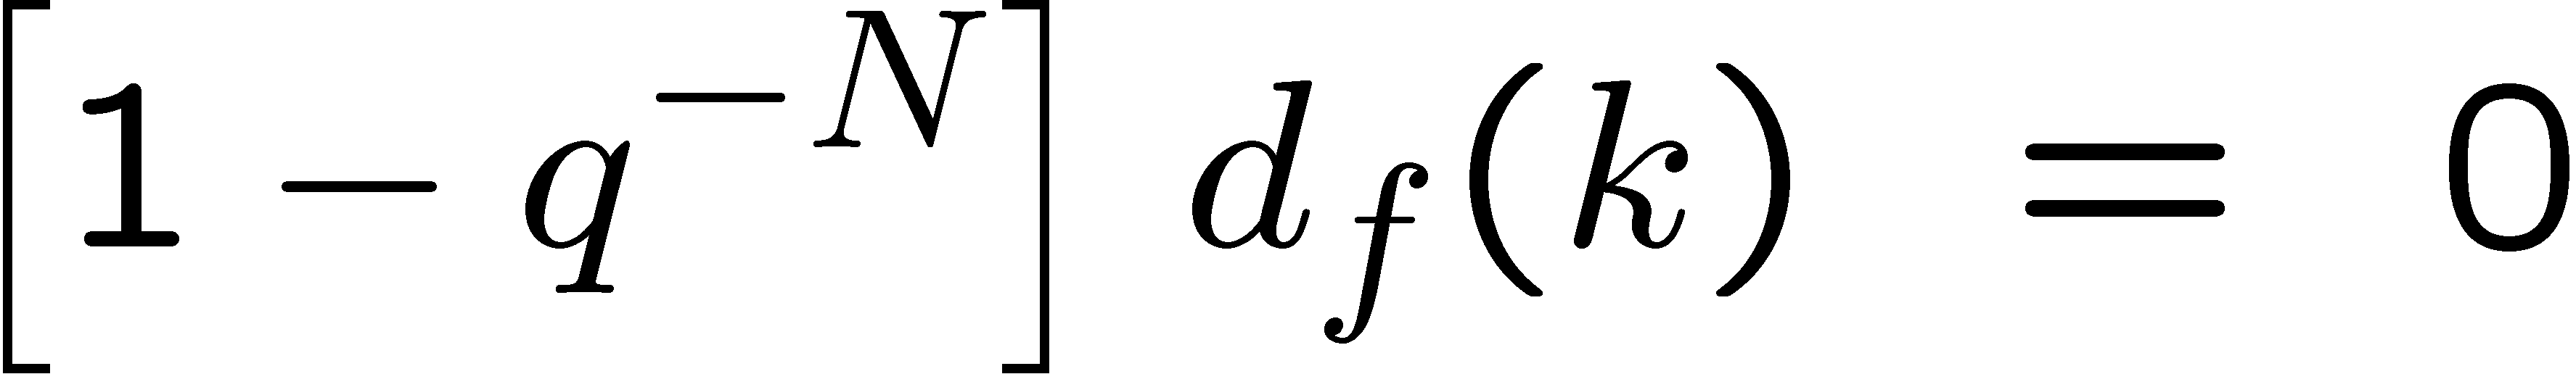 [1 − q^{−N}] d_f(k) = 0